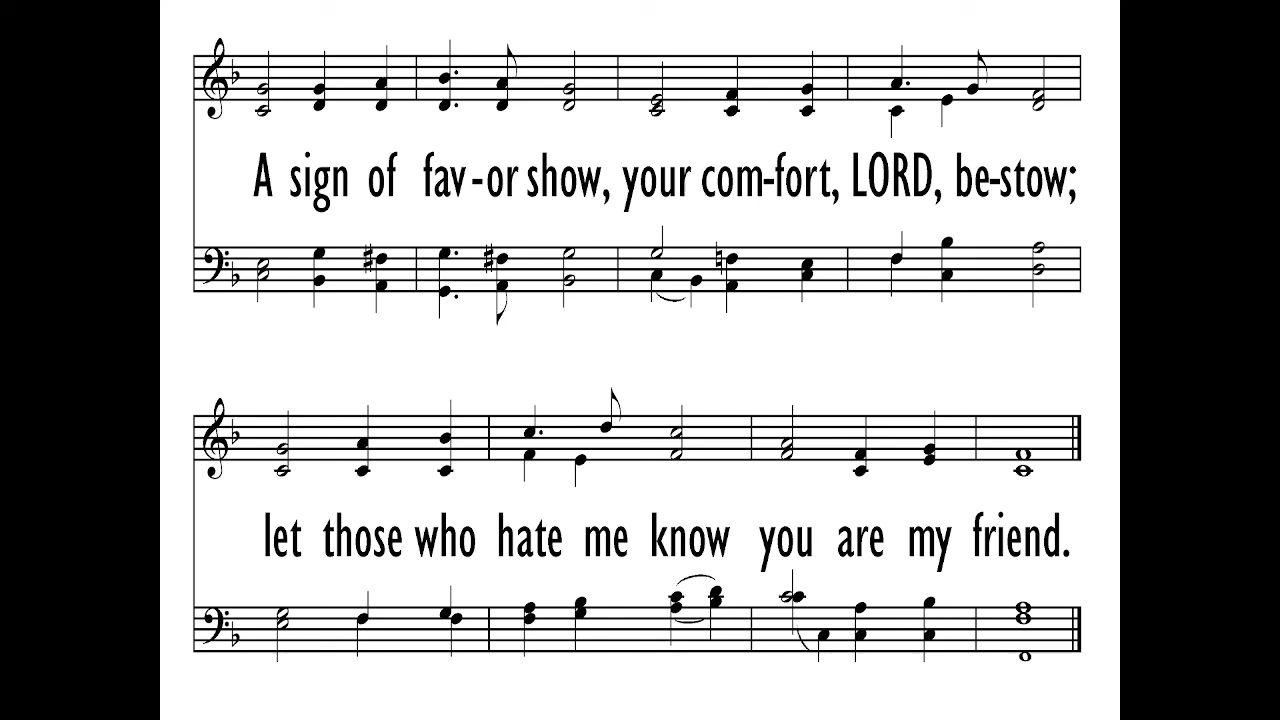 A sign of fav-or show, your com-fort, LORD, be-stow;
let those who hate me know you are my friend.